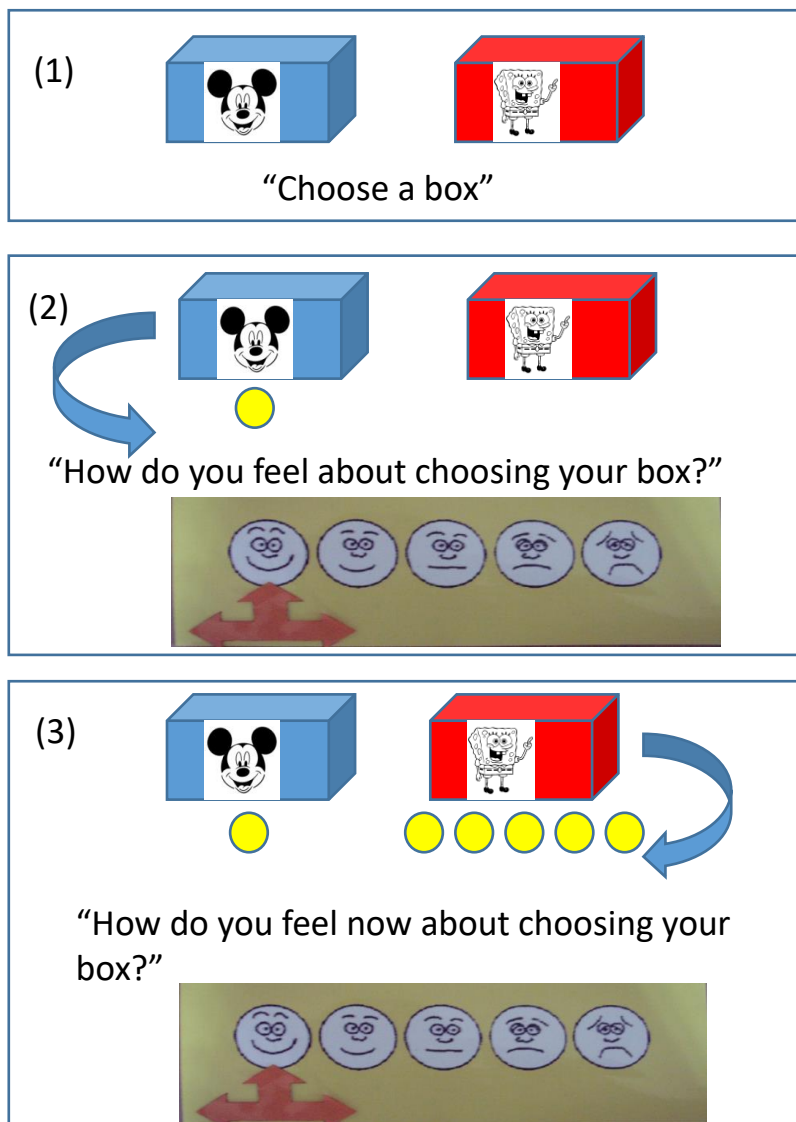 (1)
“Choose a box”
(2)
“How do you feel about choosing your box?”
(3)
“How do you feel now about choosing your
box?”